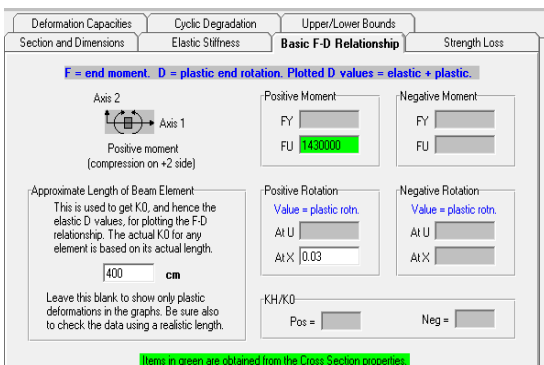 Deformation Capacities Cyclic Degradation Upper/Lower Bounds
Section and Dimensions Elastic Stiffness Basic F-D Relationship Strength Loss
F = end moment. D = plastic end rotation. Plotted D values = elastic + plastic.
Axis 2
Axis 1
Positive moment
(compression on +2 side)
Positive Moment
FY
FU 1430000
Negative Moment
FY
FU
Approximate Length of Beam Element
This is used to get K0, and hence the
elastic D values, for plotting the F-D
relationship. The actual K0 for any
element is based on its actual length.
400 cm
Leave this blank to show only plastic
deformations in the graphs. Be sure also
to check the data using a realistic length.
Positive Rotation
Value = plastic rotn.
At U
At X 0.03
Negative Rotation
Value = plastic rotn.
At U
At X
KH/K0
Pos = Neg =
Items in green are obtained from the Cross Section properties.